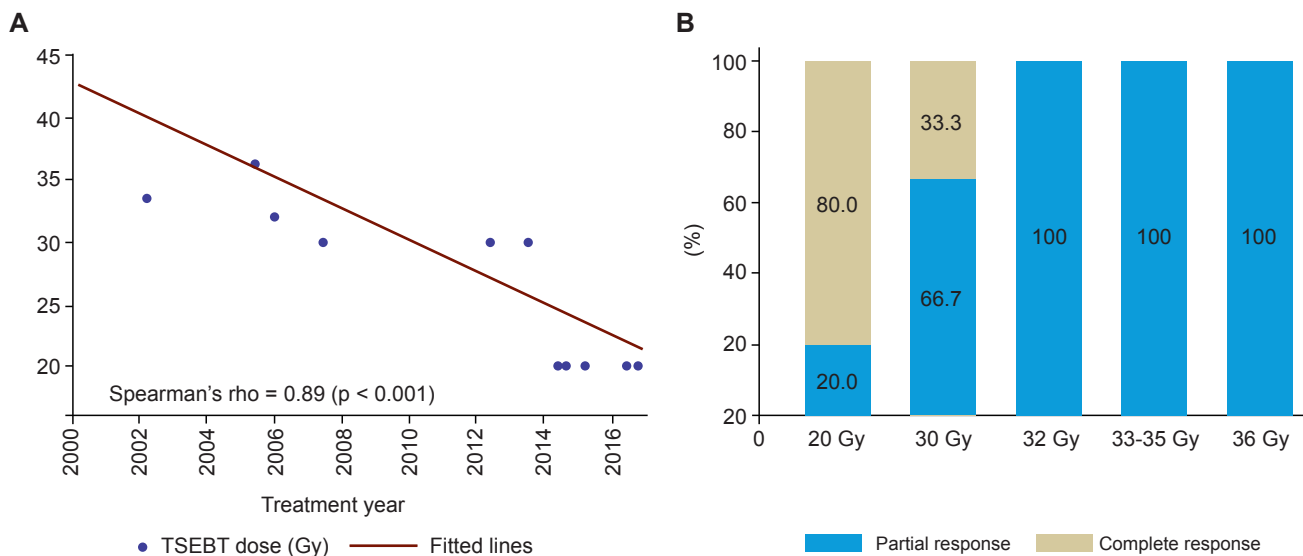 A
45
40
35
30
25
20
Spearman's rho = 0.89 (p < 0.001)
2000
2002
2004
2006
2008
2010
2012
2014
2016
Treatment year
TSEBT dose (Gy)
Fitted lines
B
(%)
100
80
60
40
20
20
80.0
20.0
33.3
66.7
100
100
100
0
20 Gy
30 Gy
32 Gy
33-35 Gy
36 Gy
Partial response
Complete response